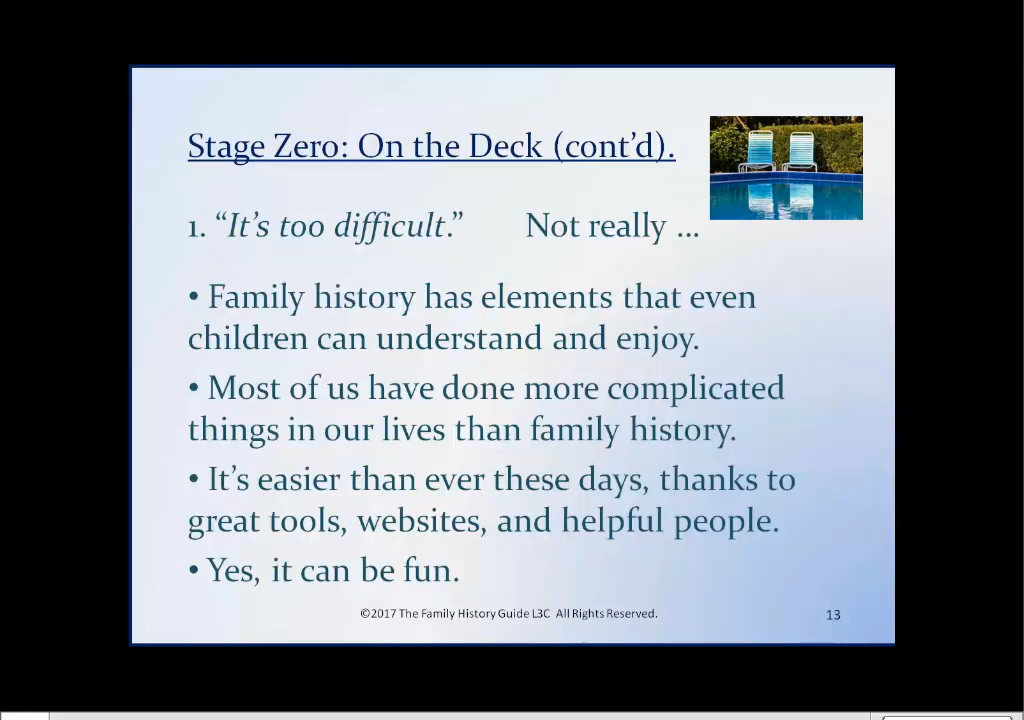 Stage Zero: On the Deck (cont’d).
1. “It’s too difficult.” Not really ...
• Family history has elements that even
children can understand and enjoy.
• Most of us have done more complicated
things in our lives than family history.
• It’s easier than ever these days, thanks to
great tools, websites, and helpful people.
• Yes, it can be fun.
©2017 The Family History Guide L3C All Rights Reserved.
13